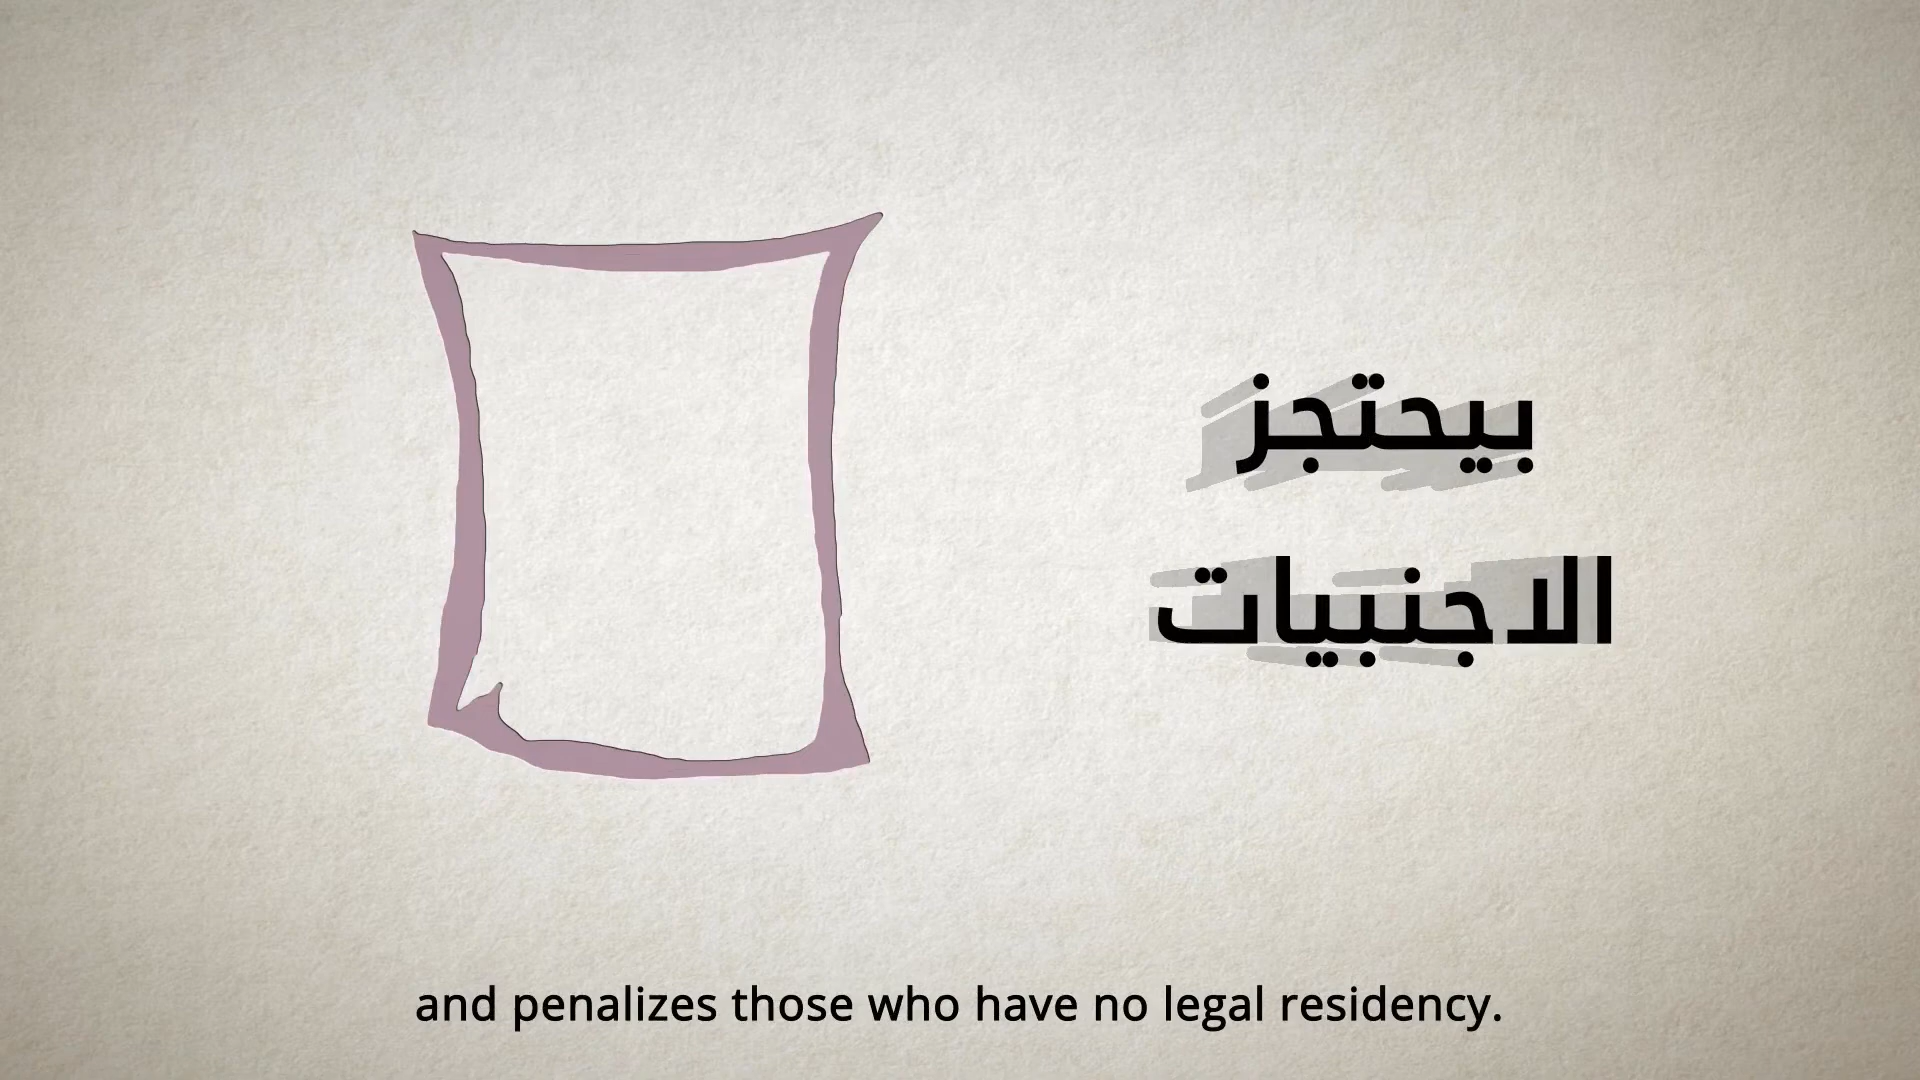 بيحتجز
الاجنبيات
and penalizes those who have no legal residency.